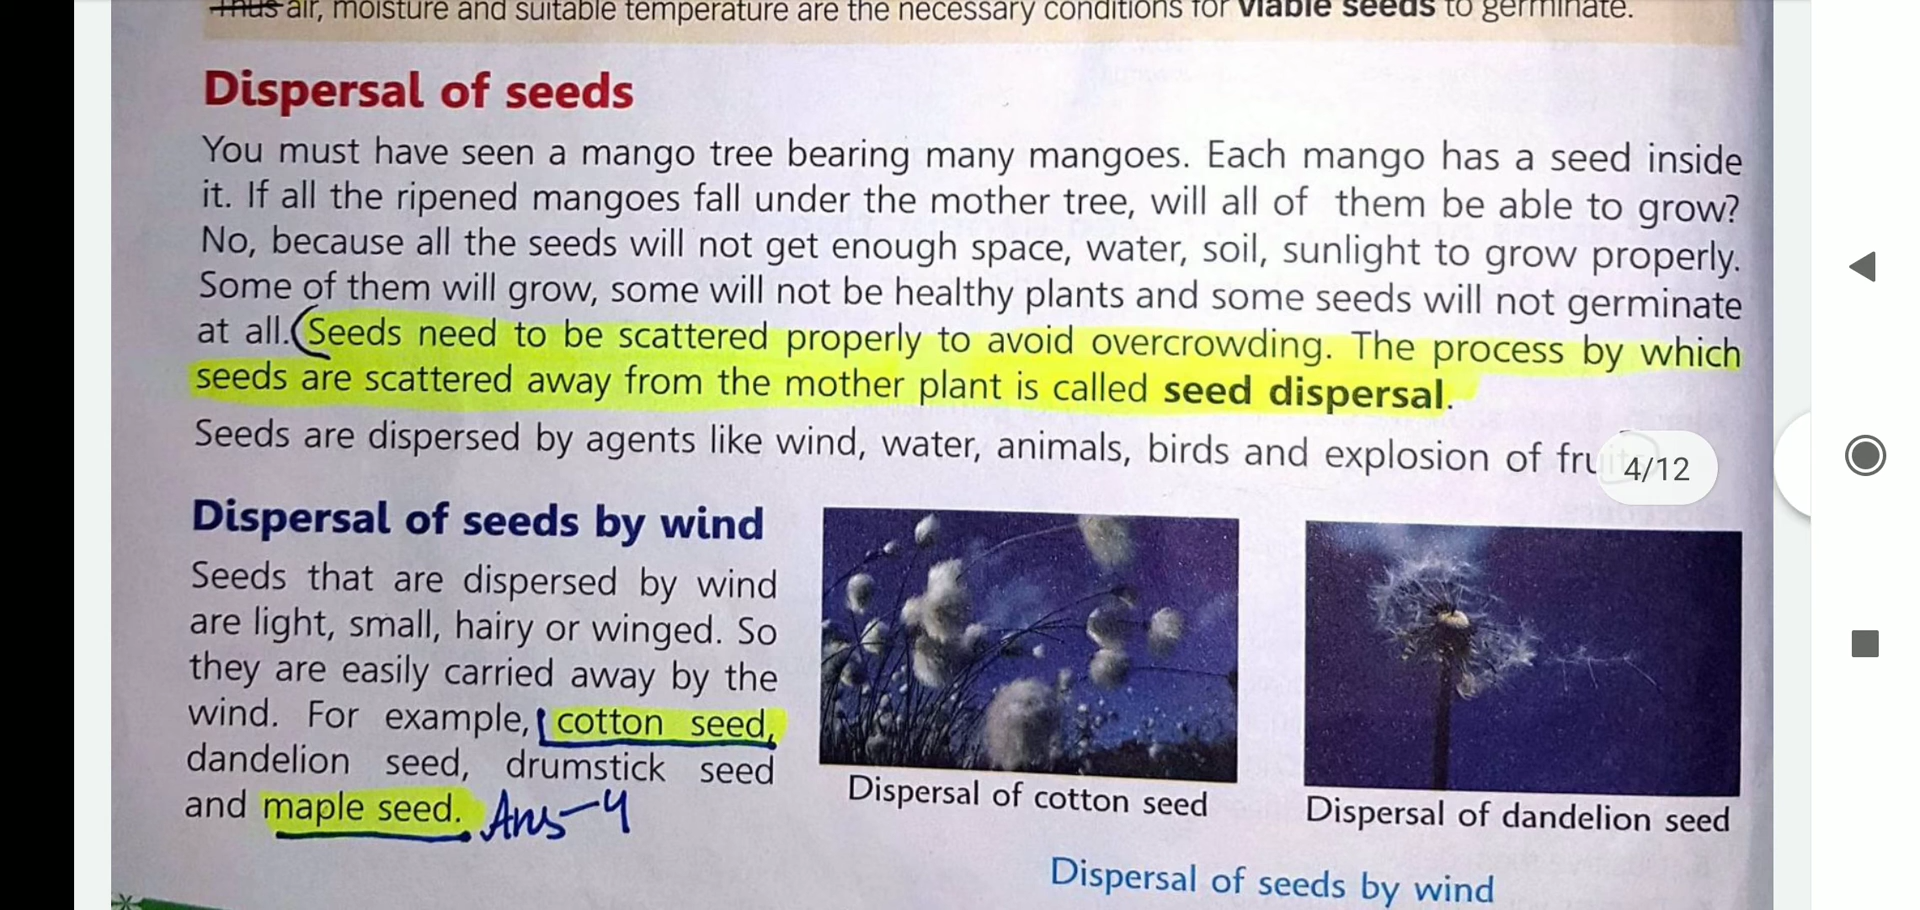 Thus air, moisture and suitable temperature are the necessary conditions for viable seeds to germinate.
Dispersal of seeds
You must have seen a mango tree bearing many mangoes. Each mango has a seed inside
it. If all the ripened mangoes fall under the mother tree, will all of them be able to grow?
No, because all the seeds will not get enough space, water, soil, sunlight to grow properly.
Some of them will grow, some will not be healthy plants and some seeds will not germinate
at all. (Seeds need to be scattered properly to avoid overcrowding. The process by which
seeds are scattered away from the mother plant is called seed dispersal.
Seeds are dispersed by agents like wind, water, animals, birds and explosion of
4/12
Dispersal of seeds by wind
Seeds that are dispersed by wind
are light, small, hairy or winged. So
they are easily carried away by the
wind. For example, cotton seed,
dandelion seed, drumstick seed
and maple seed. Ans-4
Dispersal of cotton seed
Dispersal of dandelion seed
Dispersal of seeds by wind